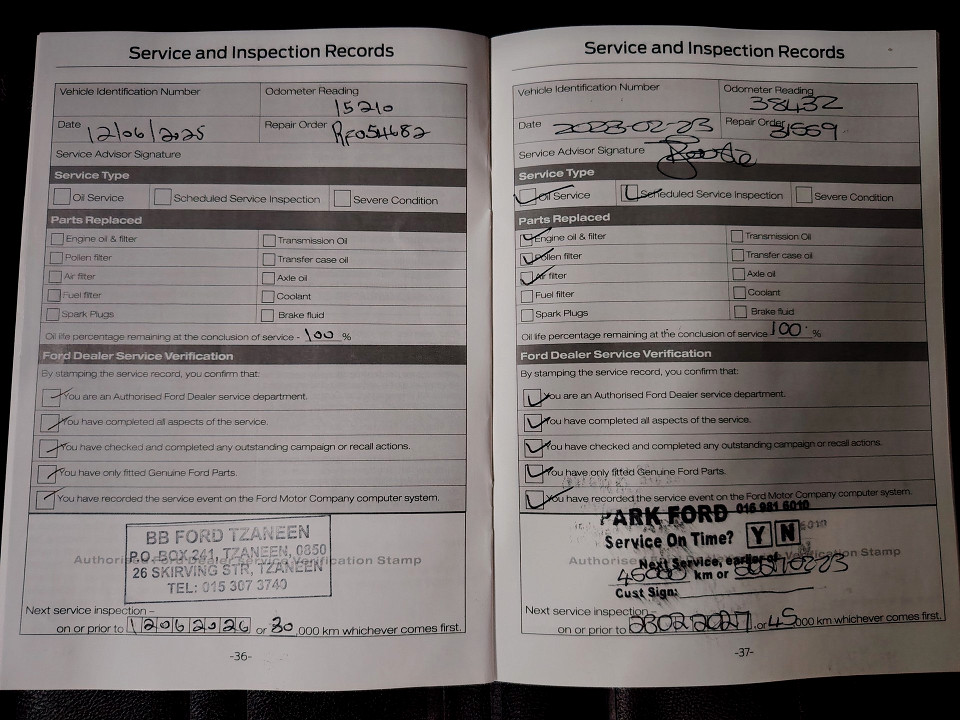 Service and Inspection Records
Vehicle Identification Number
Odometer Reading
15210
Date 12/06/2025
Repair Order RF054682
Service Advisor Signature
Service Type
Oil Service Scheduled Service Inspection Severe Condition
Parts Replaced
Engine oil & filter Transmission Oil
Pollen filter Transfer case oil
Air filter Axle oil
Fuel filter Coolant
Spark Plugs Brake fluid
Oil life percentage remaining at the conclusion of service - 100 %
Ford Dealer Service Verification
By stamping the service record, you confirm that:
You are an Authorised Ford Dealer service department.
You have completed all aspects of the service.
You have checked and completed any outstanding campaign or recall actions.
You have only fitted Genuine Ford Parts.
You have recorded the service event on the Ford Motor Company computer system.
BB FORD TZANEEN
P.O. BOX 241, TZANEEN, 0850
Authorised Ford Dealer Service Verification Stamp
26 SKIRVING STR, TZANEEN
TEL: 015 307 3740
Next service inspection –
on or prior to 12062026 or 30,000 km whichever comes first.
-36-
Service and Inspection Records
Vehicle Identification Number
Odometer Reading
38432
Date
Repair Order 31559
Service Advisor Signature
Service Type
Oil Service Scheduled Service Inspection Severe Condition
Parts Replaced
Engine oil & filter Transmission Oil
Pollen filter Transfer case oil
Air filter Axle oil
Fuel filter Coolant
Spark Plugs Brake fluid
Oil life percentage remaining at the conclusion of service 100 %
Ford Dealer Service Verification
By stamping the service record, you confirm that:
You are an Authorised Ford Dealer service department.
You have completed all aspects of the service.
You have checked and completed any outstanding campaign or recall actions.
You have only fitted Genuine Ford Parts.
You have recorded the service event on the Ford Motor Company computer system.
PARK FORD 016 981 5010
Service On Time? Y N
Authorised Verification Stamp
Next Service, earlier of
km or
Cust Sign:
Next service inspection–
on or prior to 23022027 or 45,000 km whichever comes first.
-37-